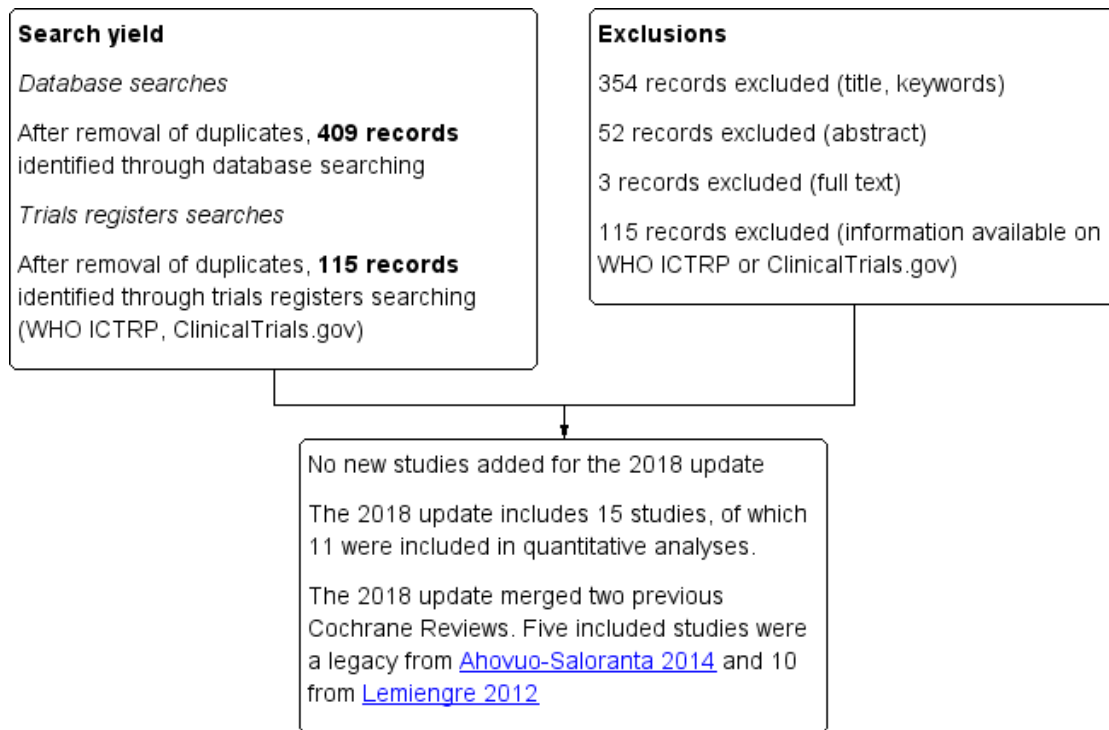 Search yield
Database searches
After removal of duplicates, 409 records
identified through database searching
Trials registers searches
After removal of duplicates, 115 records
identified through trials registers searching
(WHO ICTRP, ClinicalTrials.gov)
Exclusions
354 records excluded (title, keywords)
52 records excluded (abstract)
3 records excluded (full text)
115 records excluded (information available on
WHO ICTRP or ClinicalTrials.gov)
No new studies added for the 2018 update
The 2018 update includes 15 studies, of which
11 were included in quantitative analyses.
The 2018 update merged two previous
Cochrane Reviews. Five included studies were
a legacy from Ahovuo-Saloranta 2014 and 10
from Lemiengre 2012